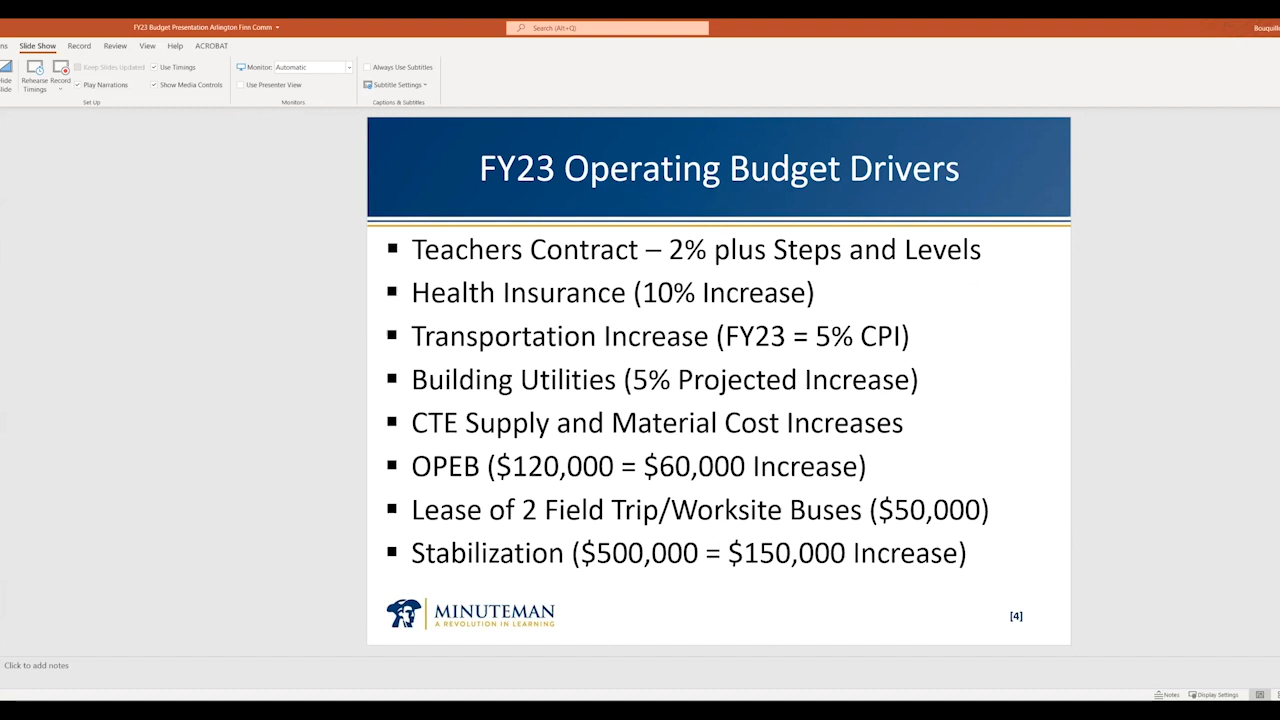 FY23 Budget Presentation Arlington Finn Comm
Search (Alt+Q)
Slide Show Record Review View Help ACROBAT
Rehearse Timings
Record
Keep Slides Updated
Play Narrations
Use Timings
Show Media Controls
Set Up
Monitor: Automatic
Use Presenter View
Monitors
Always Use Subtitles
Subtitle Settings
Captions & Subtitles
FY23 Operating Budget Drivers
▪ Teachers Contract – 2% plus Steps and Levels
▪ Health Insurance (10% Increase)
▪ Transportation Increase (FY23 = 5% CPI)
▪ Building Utilities (5% Projected Increase)
▪ CTE Supply and Material Cost Increases
▪ OPEB ($120,000 = $60,000 Increase)
▪ Lease of 2 Field Trip/Worksite Buses ($50,000)
▪ Stabilization ($500,000 = $150,000 Increase)
MINUTEMAN
A REVOLUTION IN LEARNING
[4]
Click to add notes
Notes Display Settings